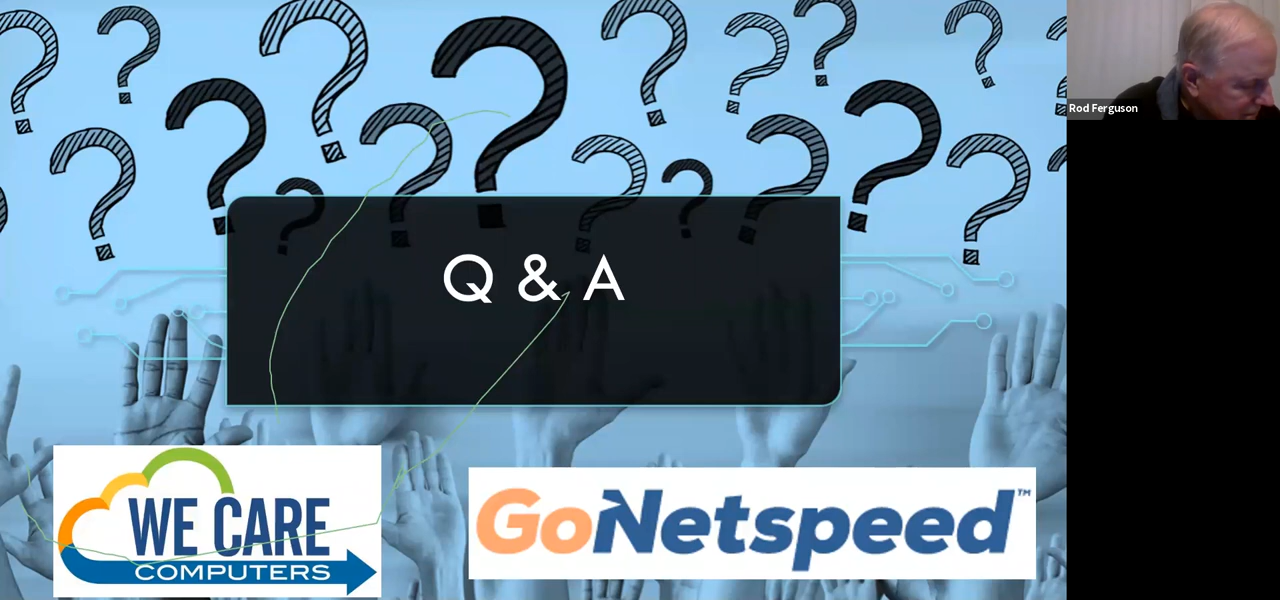 Rod Ferguson
Q & A
WE CARE
COMPUTERS
GoNetspeed™